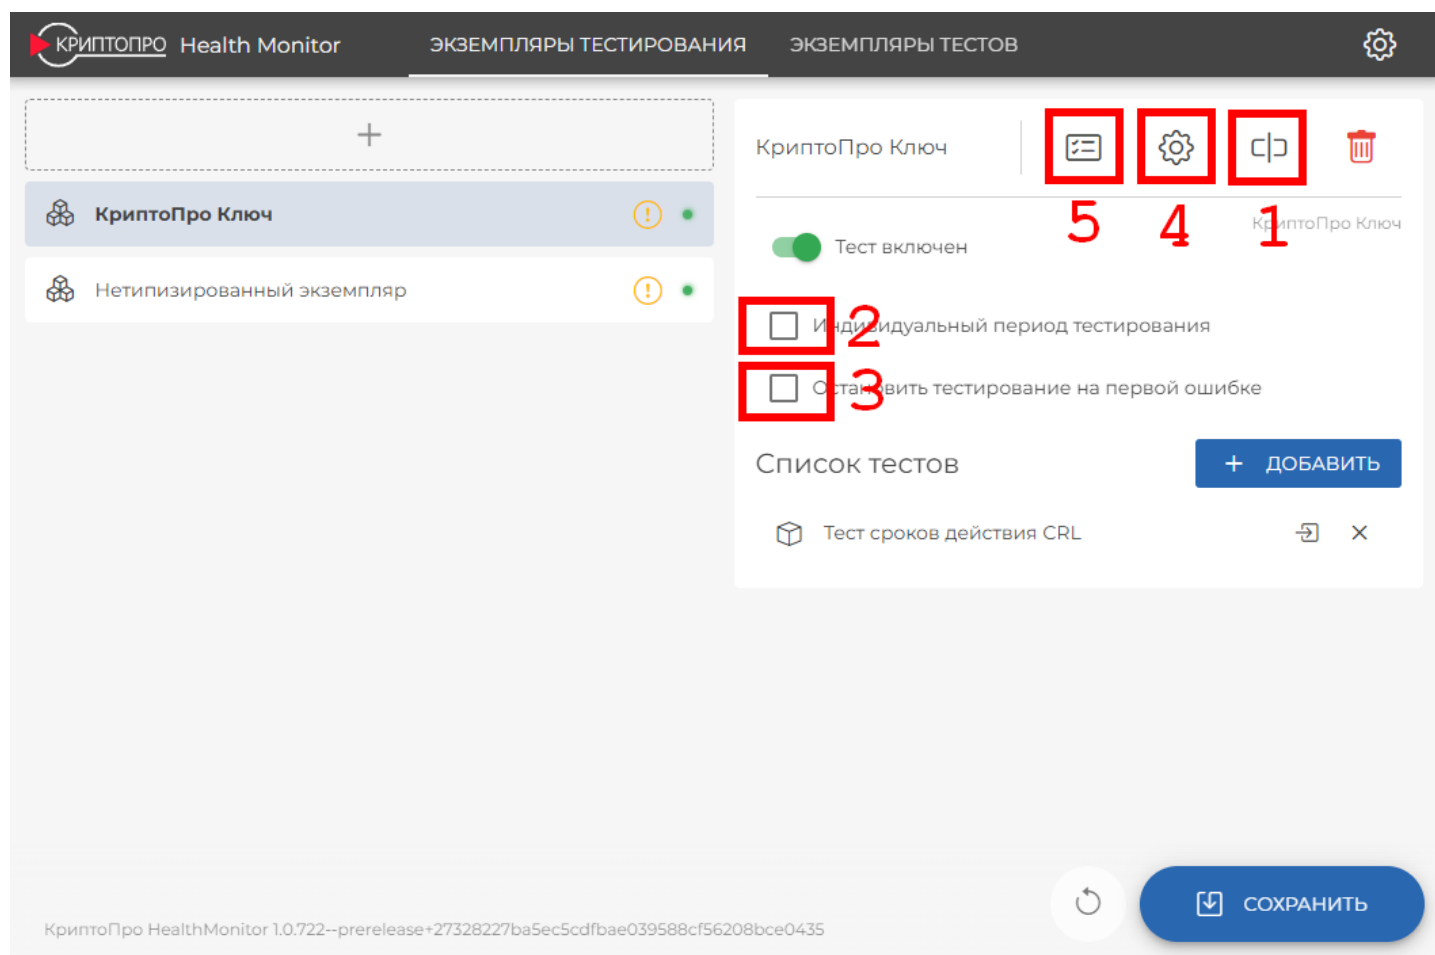 КРИПТОПРО Health Monitor ЭКЗЕМПЛЯРЫ ТЕСТИРОВАНИЯ ЭКЗЕМПЛЯРЫ ТЕСТОВ
+
КриптоПро Ключ
КриптоПро Ключ
Нетипизированный экземпляр
5 4 1
КриптоПро Ключ
Тест включен
2 Индивидуальный период тестирования
3 Остановить тестирование на первой ошибке
Список тестов + ДОБАВИТЬ
Тест сроков действия CRL
СОХРАНИТЬ
КриптоПро HealthMonitor 1.0.722--prerelease+27328227ba5ec5cdfbae039588cf56208bce0435